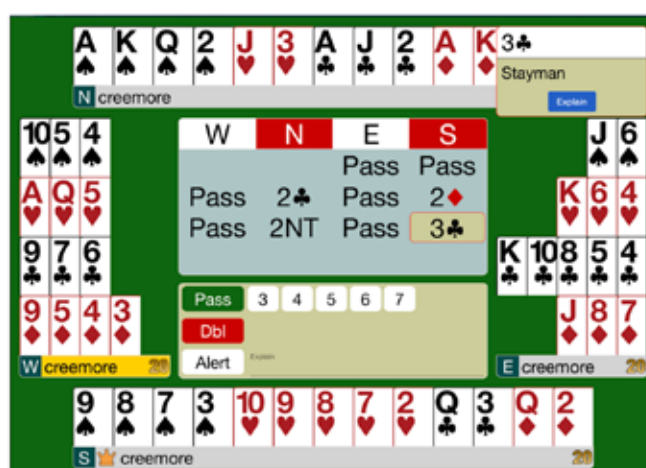 A K Q 2 J 3 A J 2 A K
3♣
Stayman
Explain
N creemore
W N E S
Pass Pass
Pass 2♣ Pass 2♦
Pass 2NT Pass 3♣
10 5 4
A Q 5
9 7 6
9 5 4 3
W creemore 20
J 6
K 6 4
K 10 8 5 4
J 8 7
E creemore 20
Pass 3 4 5 6 7
Dbl
Alert Explain
9 8 7 3 10 9 8 7 2 Q 3 Q 2
S creemore 20